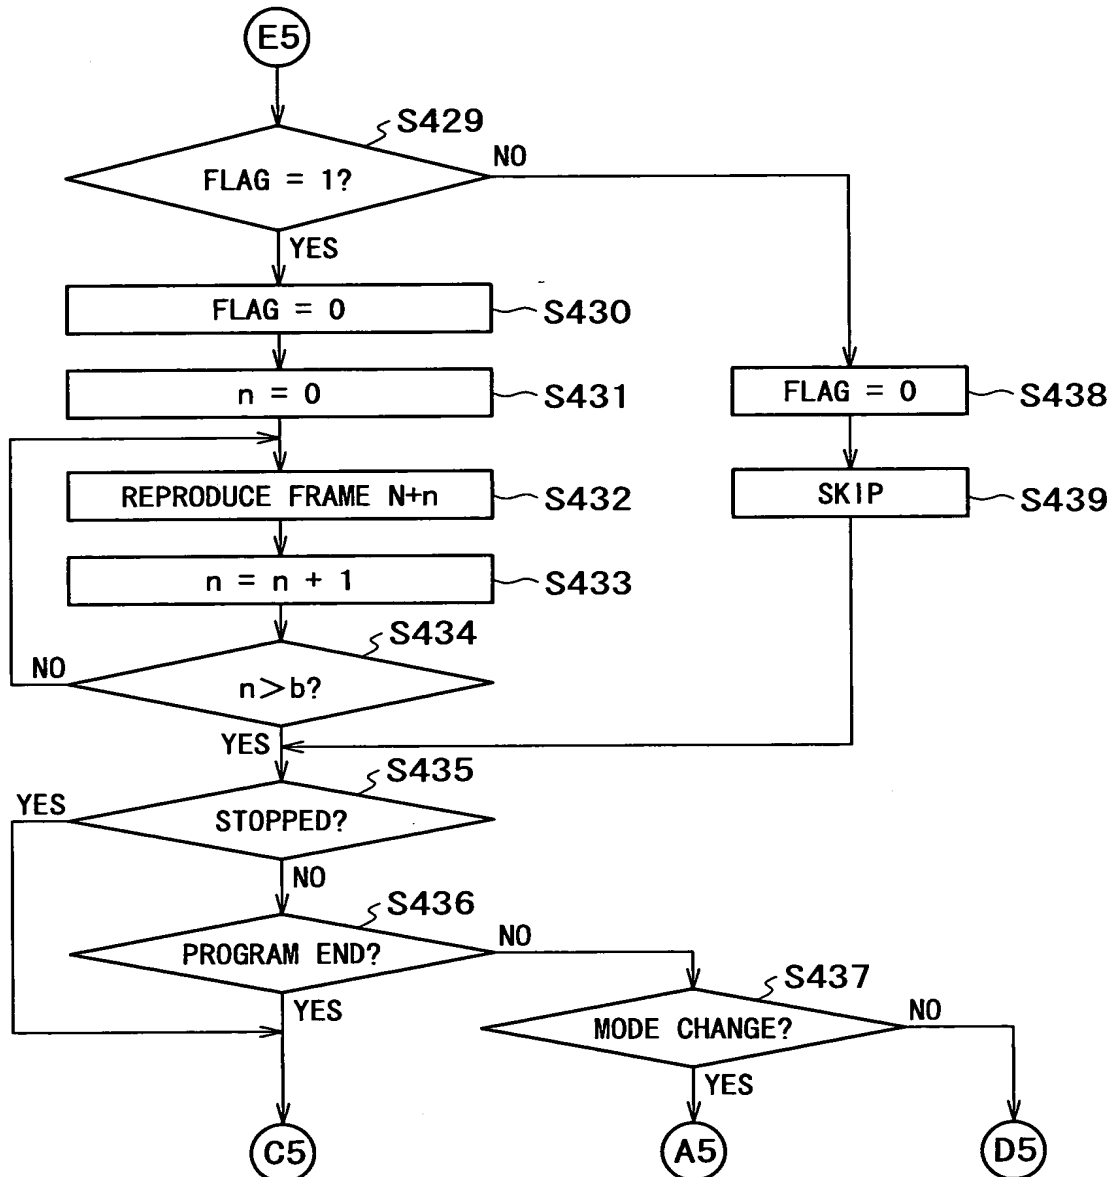 E5
S429
FLAG = 1?
NO
YES
FLAG = 0
S430
n = 0
S431
FLAG = 0
S438
REPRODUCE FRAME N+n
S432
SKIP
S439
n = n + 1
S433
S434
NO
n>b?
YES
S435
YES
STOPPED?
NO
S436
PROGRAM END?
NO
S437
YES
MODE CHANGE?
NO
YES
C5
A5
D5